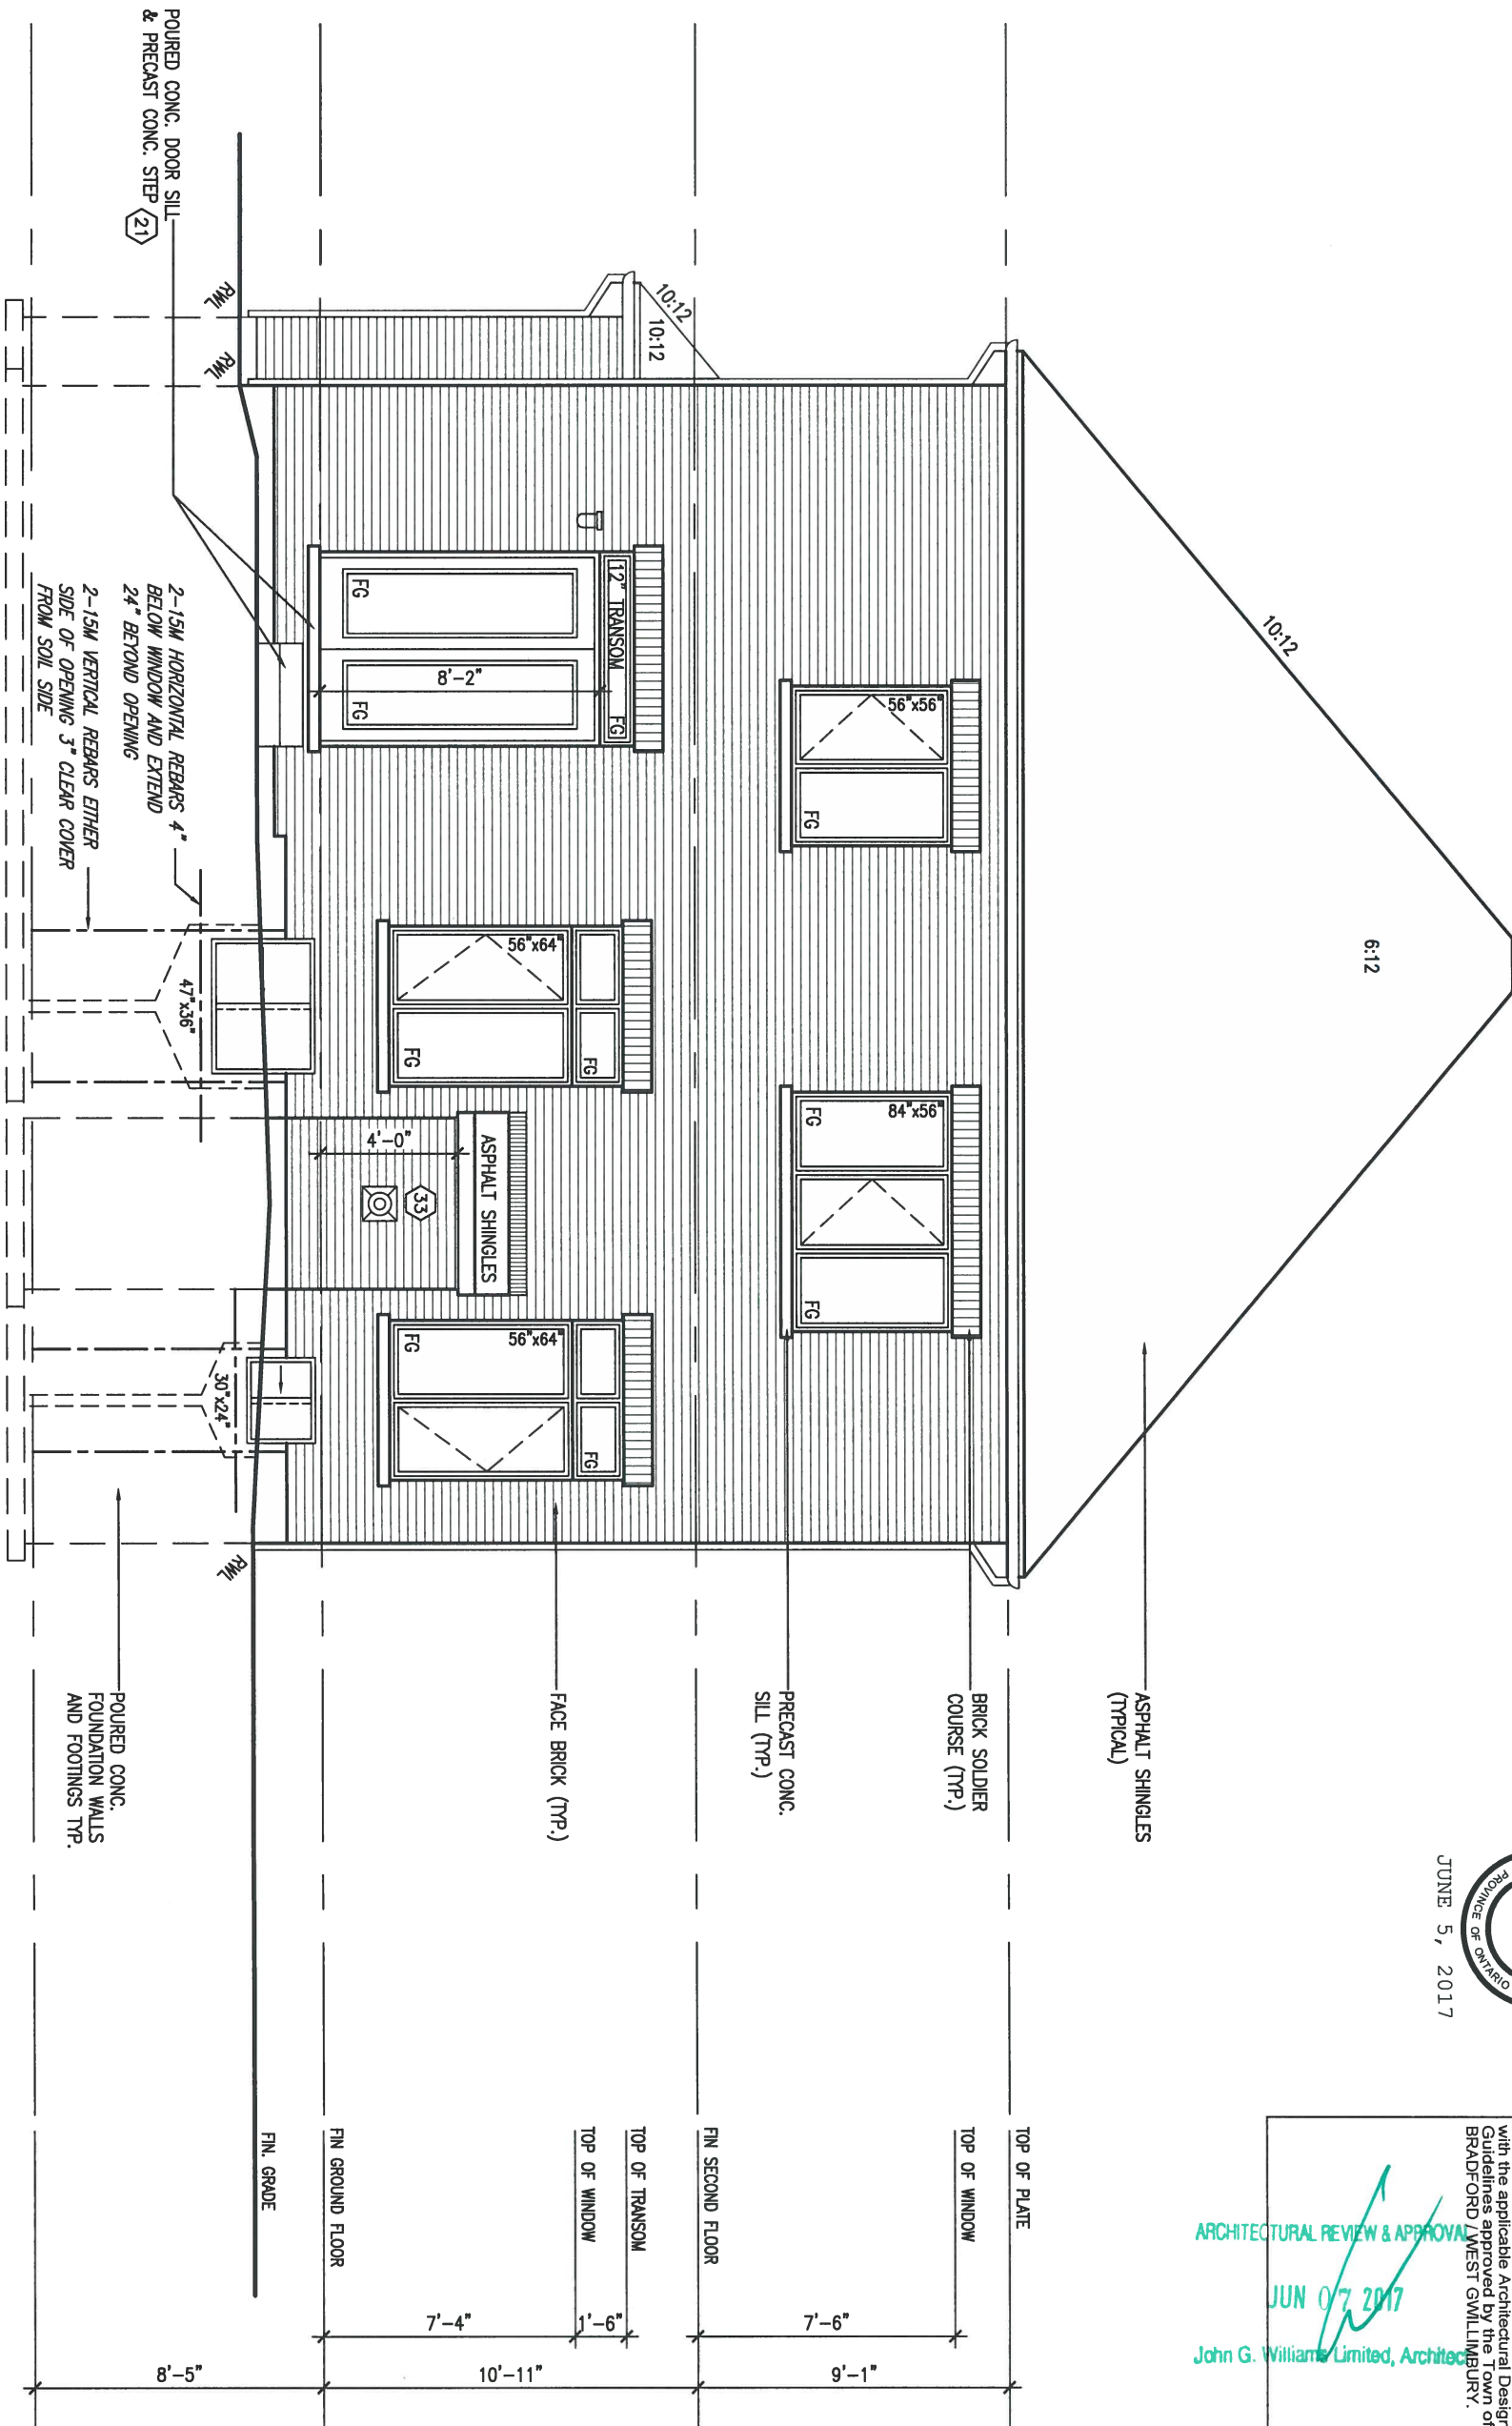 with the applicable Architectural Design
Guidelines approved by the Town of
BRADFORD / WEST GWILLIMBURY.
ARCHITECTURAL REVIEW & APPROVAL
JUN 07 2017
John G. Williams Limited, Architect
PROVINCE OF ONTARIO
JUNE 5, 2017
10:12
6:12
10:12
10:12
ASPHALT SHINGLES
(TYPICAL)
BRICK SOLDIER
COURSE (TYP.)
PRECAST CONC.
SILL (TYP.)
FACE BRICK (TYP.)
POURED CONC.
FOUNDATION WALLS
AND FOOTINGS TYP.
56"x56"
FG
84"x56"
FG
FG
12" TRANSOM
FG
8'-2"
FG
FG
56"x64"
FG
FG
ASPHALT SHINGLES
4'-0"
33
56"x64"
FG
FG
47"x36"
30"x24"
RWL
RWL
RWL
POURED CONC. DOOR SILL
& PRECAST CONC. STEP
21
2-15M HORIZONTAL REBARS 4"
BELOW WINDOW AND EXTEND
24" BEYOND OPENING
2-15M VERTICAL REBARS EITHER
SIDE OF OPENING 3" CLEAR COVER
FROM SOIL SIDE
TOP OF PLATE
TOP OF WINDOW
FIN SECOND FLOOR
TOP OF TRANSOM
TOP OF WINDOW
FIN GROUND FLOOR
FIN. GRADE
7'-6"
9'-1"
1'-6"
7'-4"
10'-11"
8'-5"